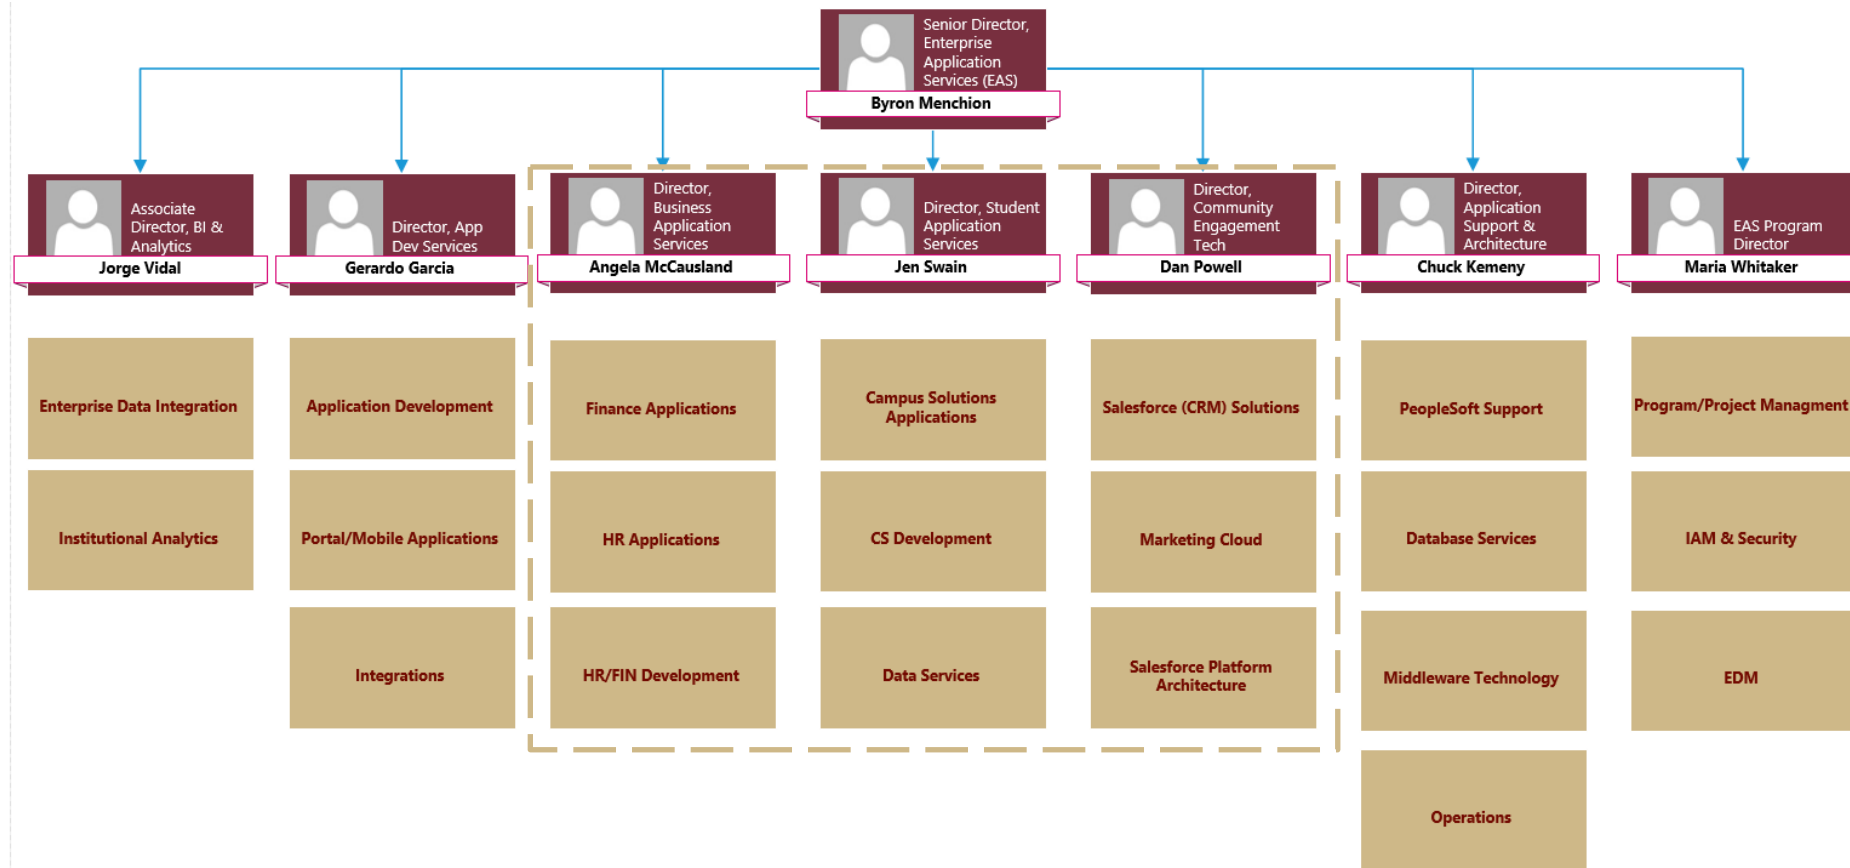 Senior Director,
Enterprise
Application
Services (EAS)
Byron Menchion
Associate
Director, BI &
Analytics
Jorge Vidal
Director, App
Dev Services
Gerardo Garcia
Director,
Business
Application
Services
Angela McCausland
Director, Student
Application
Services
Jen Swain
Director,
Community
Engagement
Tech
Dan Powell
Director,
Application
Support &
Architecture
Chuck Kemeny
EAS Program
Director
Maria Whitaker
Enterprise Data Integration
Application Development
Finance Applications
Campus Solutions
Applications
Salesforce (CRM) Solutions
PeopleSoft Support
Program/Project Managment
Institutional Analytics
Portal/Mobile Applications
HR Applications
CS Development
Marketing Cloud
Database Services
IAM & Security
Integrations
HR/FIN Development
Data Services
Salesforce Platform
Architecture
Middleware Technology
EDM
Operations